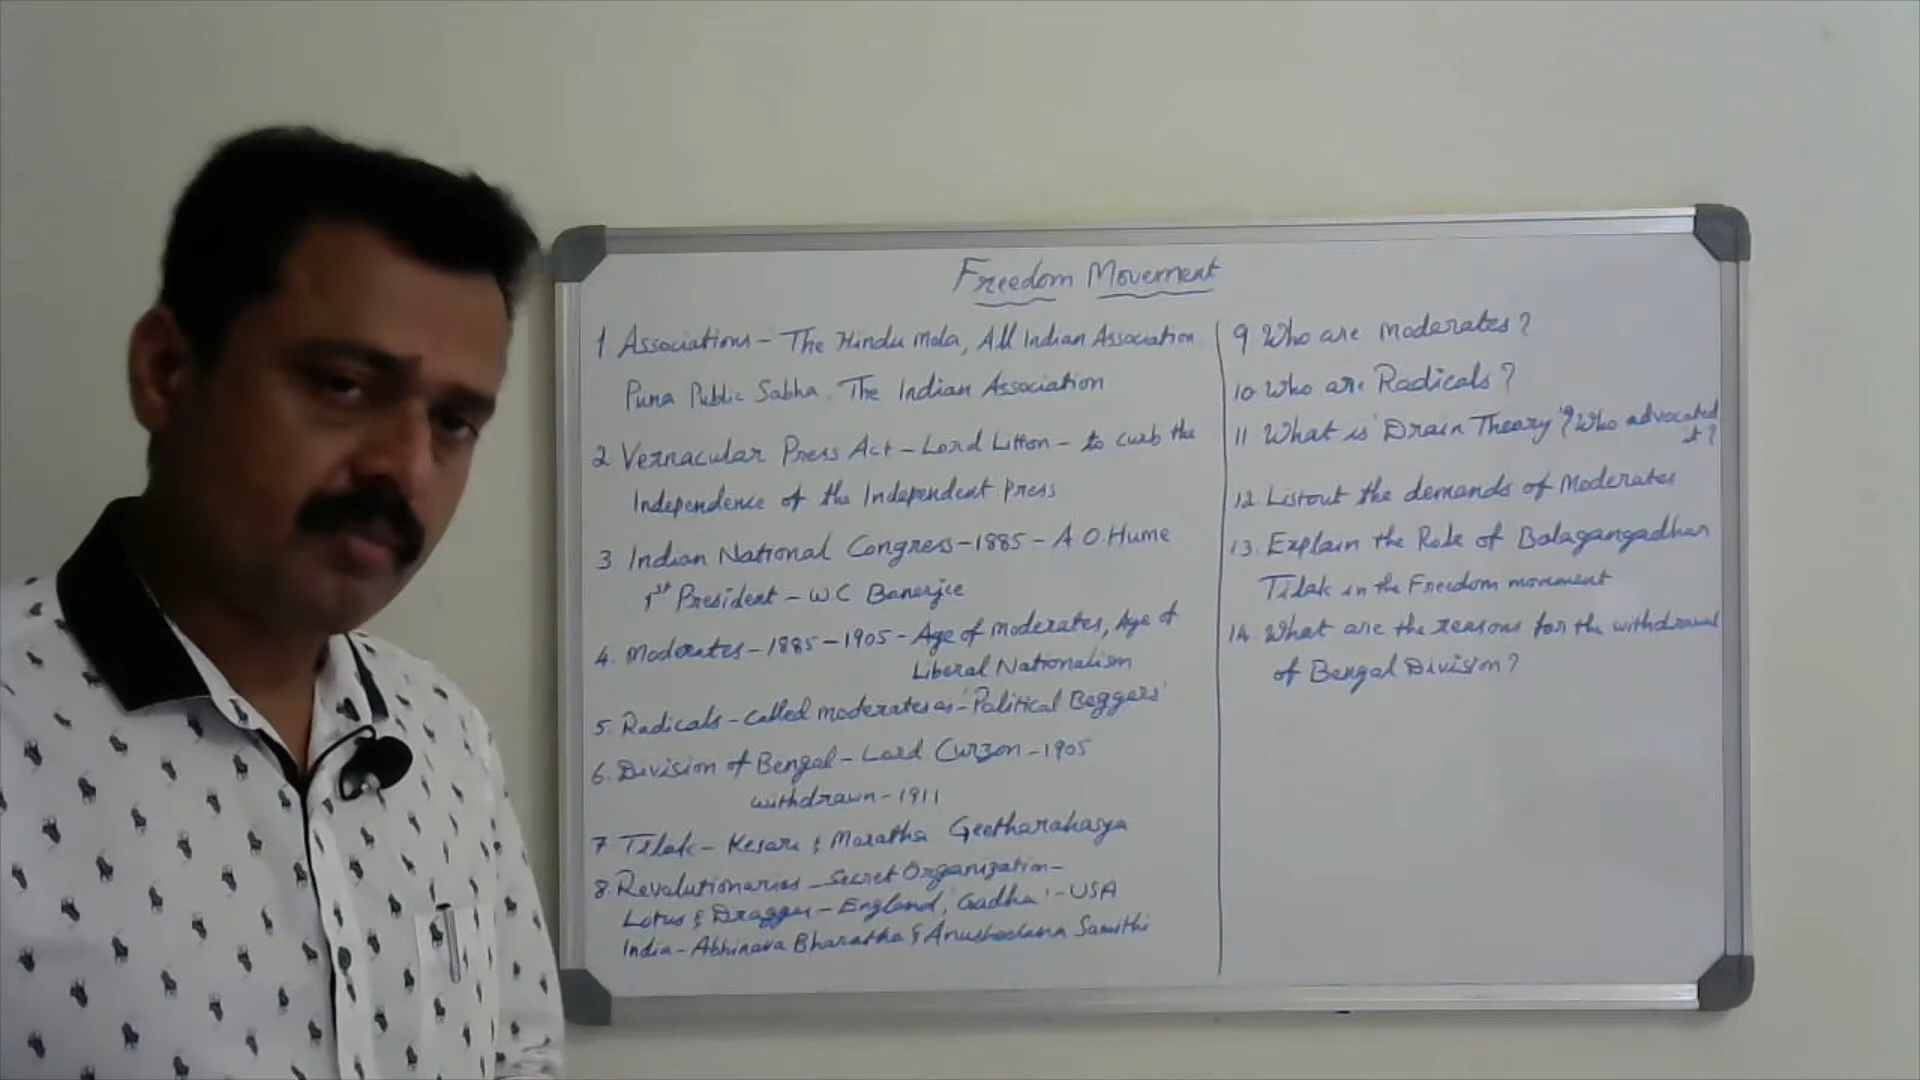 Freedom Movement
1 Associations - The Hindu mela, All Indian Association
Puna Public Sabha. The Indian Association
2 Vernacular Press Act - Lord Litton - to curb the
Independence of the Independent Press
3 Indian National Congress - 1885 - A O. Hume
1st President - W C Banerjee
4. Moderates - 1885 - 1905 - Age of moderates, Age of
Liberal Nationalism
5. Radicals - called moderates as - 'Political Beggers'
6. Division of Bengal - Lord Curzon - 1905
withdrawn - 1911
7 Tilak - Kesari & Maratha Geetharahasya
8. Revolutionaries - Secret Organization -
Lotus & Dragger - England, 'Gadha' - USA
India - Abhinava Bharatha & Anusheelana Samithi
9 Who are moderates?
10 Who are Radicals?
11 What is 'Drain Theory'? Who advocated
it?
12 Listout the demands of Moderates
13. Explain the Role of Balagangadhar
Tilak in the Freedom movement
14 What are the reasons for the withdrawal
of Bengal Division?